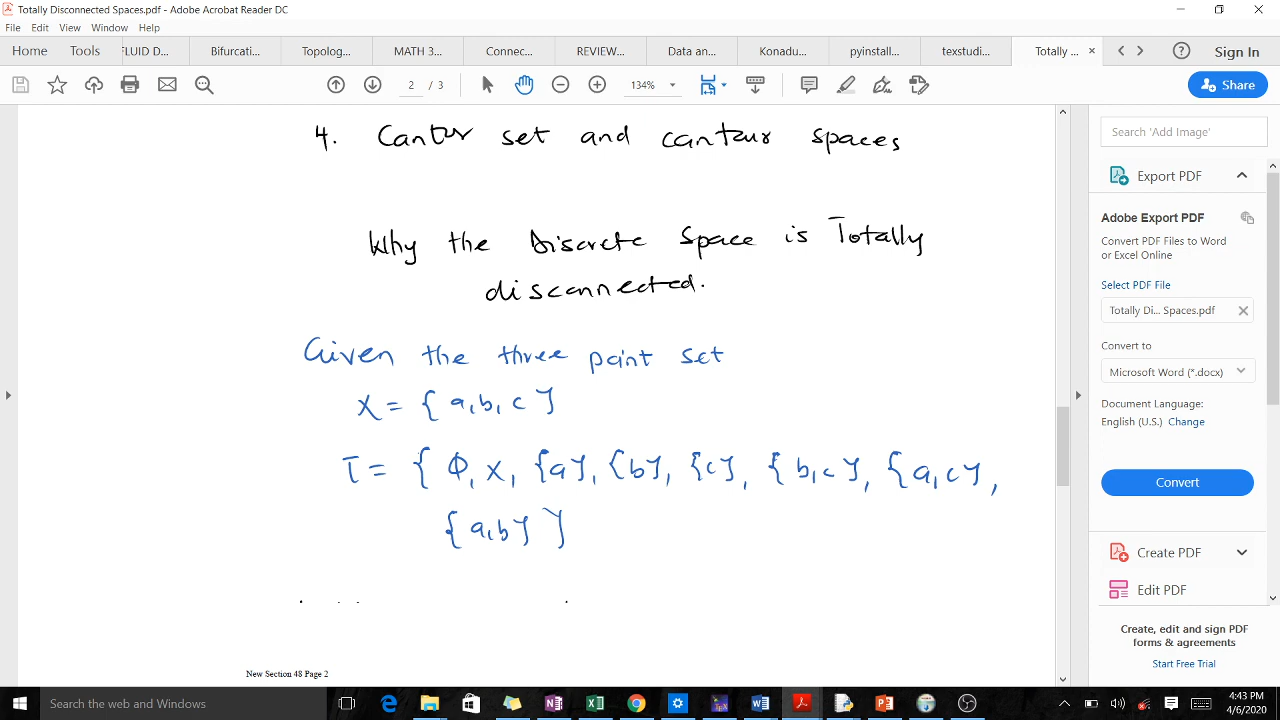 Totally Disconnected Spaces.pdf - Adobe Acrobat Reader DC
File Edit View Window Help
Home Tools FLUID D... Bifurcati... Topolog... MATH 3... Connec... REVIEW... Data an... Konadu... pyinstall... texstudi... Totally ... × Sign In
2 / 3 134% Share
4. Cantor set and cantour spaces
Why the Discrete Space is Totally
disconnected.
Given the three point set
X = { a, b, c }
τ = { Φ, X, {a}, {b}, {c}, { b, c }, { a, c },
{ a, b } }
New Section 48 Page 2
Search 'Add Image'
Export PDF
Adobe Export PDF
Convert PDF Files to Word
or Excel Online
Select PDF File
Totally Di... Spaces.pdf
Convert to
Microsoft Word (*.docx)
Document Language:
English (U.S.) Change
Convert
Create PDF
Edit PDF
Create, edit and sign PDF
forms & agreements
Start Free Trial
Search the web and Windows
4:43 PM
4/6/2020